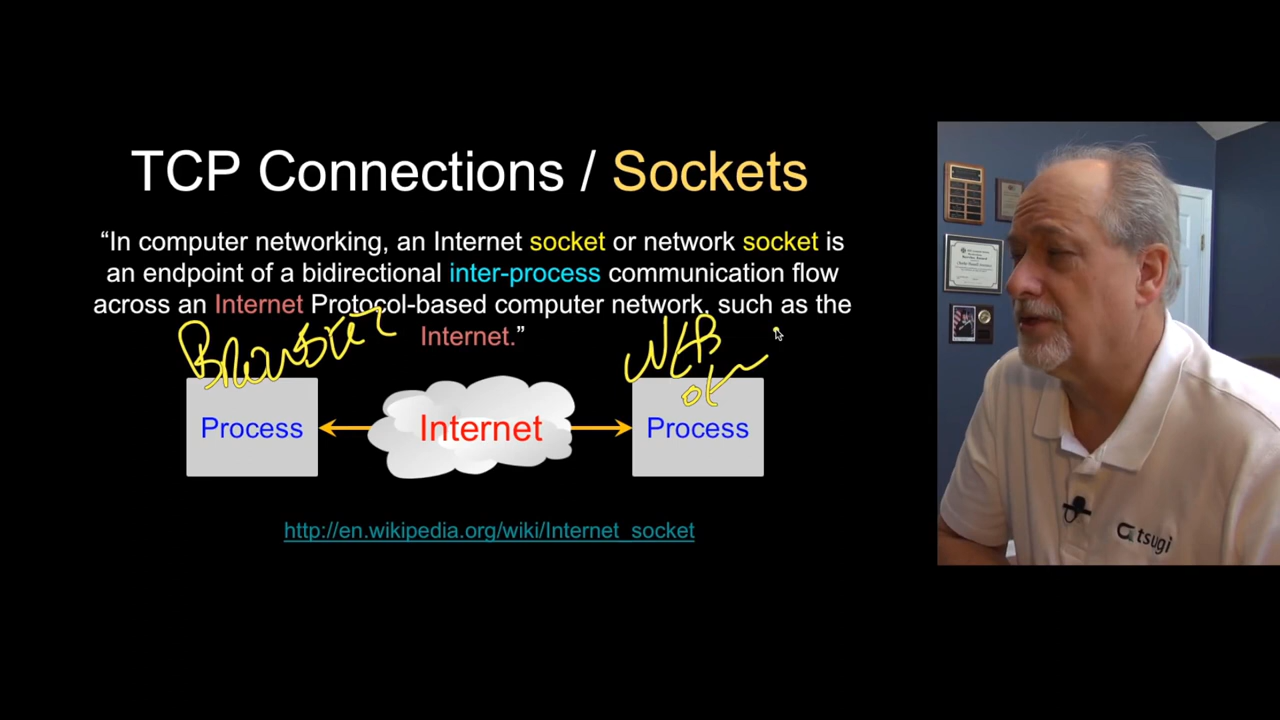 TCP Connections / Sockets
“In computer networking, an Internet socket or network socket is
an endpoint of a bidirectional inter-process communication flow
across an Internet Protocol-based computer network, such as the
Internet.”
Browser
WEB
Process
Internet
Process
http://en.wikipedia.org/wiki/Internet_socket
tsugi